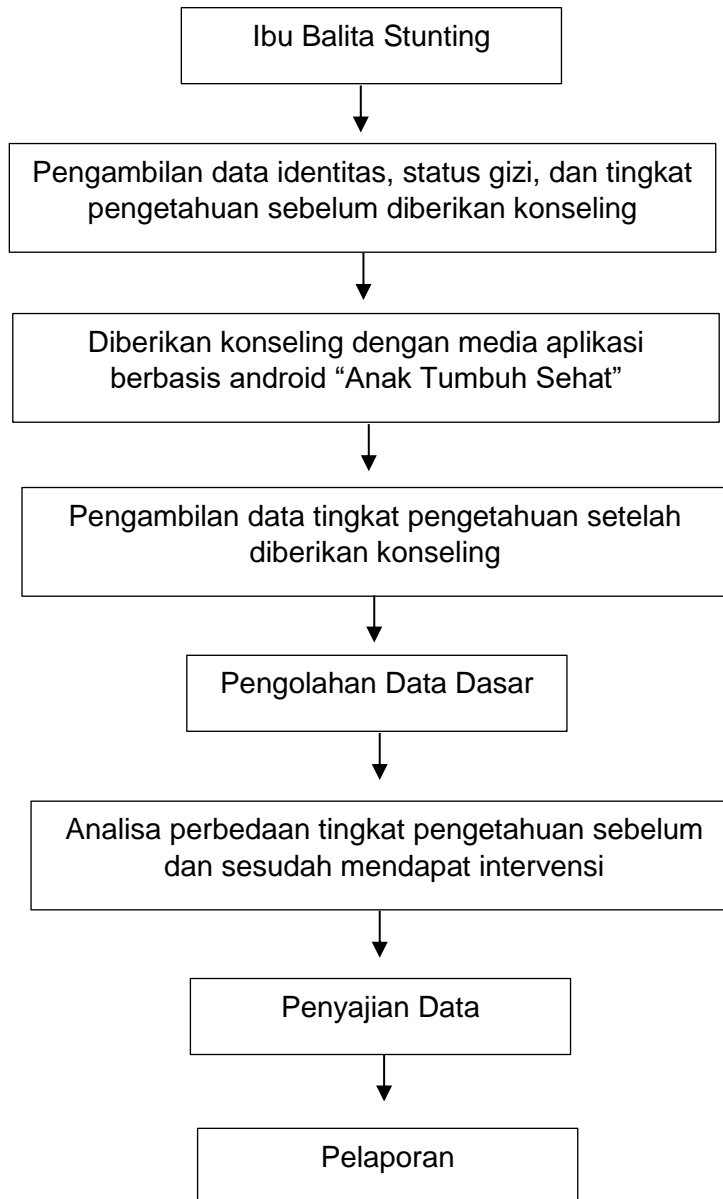 Ibu Balita Stunting
Pengambilan data identitas, status gizi, dan tingkat
pengetahuan sebelum diberikan konseling
Diberikan konseling dengan media aplikasi
berbasis android “Anak Tumbuh Sehat”
Pengambilan data tingkat pengetahuan setelah
diberikan konseling
Pengolahan Data Dasar
Analisa perbedaan tingkat pengetahuan sebelum
dan sesudah mendapat intervensi
Penyajian Data
Pelaporan